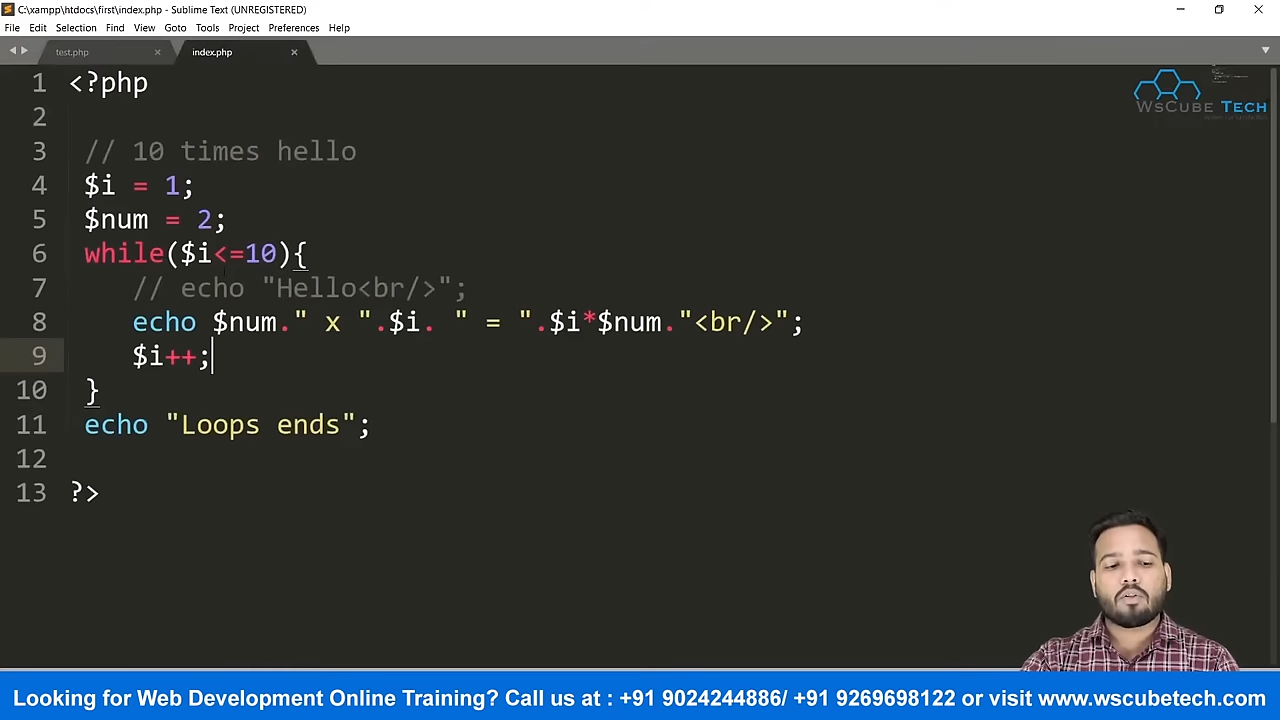 C:\xampp\htdocs\first\index.php - Sublime Text (UNREGISTERED)
File Edit Selection Find View Goto Tools Project Preferences Help
test.php index.php
WsCube Tech
1 <?php
2
3 // 10 times hello
4 $i = 1;
5 $num = 2;
6 while($i<=10){
7 // echo "Hello<br/>";
8 echo $num." x ".$i. " = ".$i*$num."<br/>";
9 $i++;
10 }
11 echo "Loops ends";
12
13 ?>
Looking for Web Development Online Training? Call us at : +91 9024244886/ +91 9269698122 or visit www.wscubetech.com